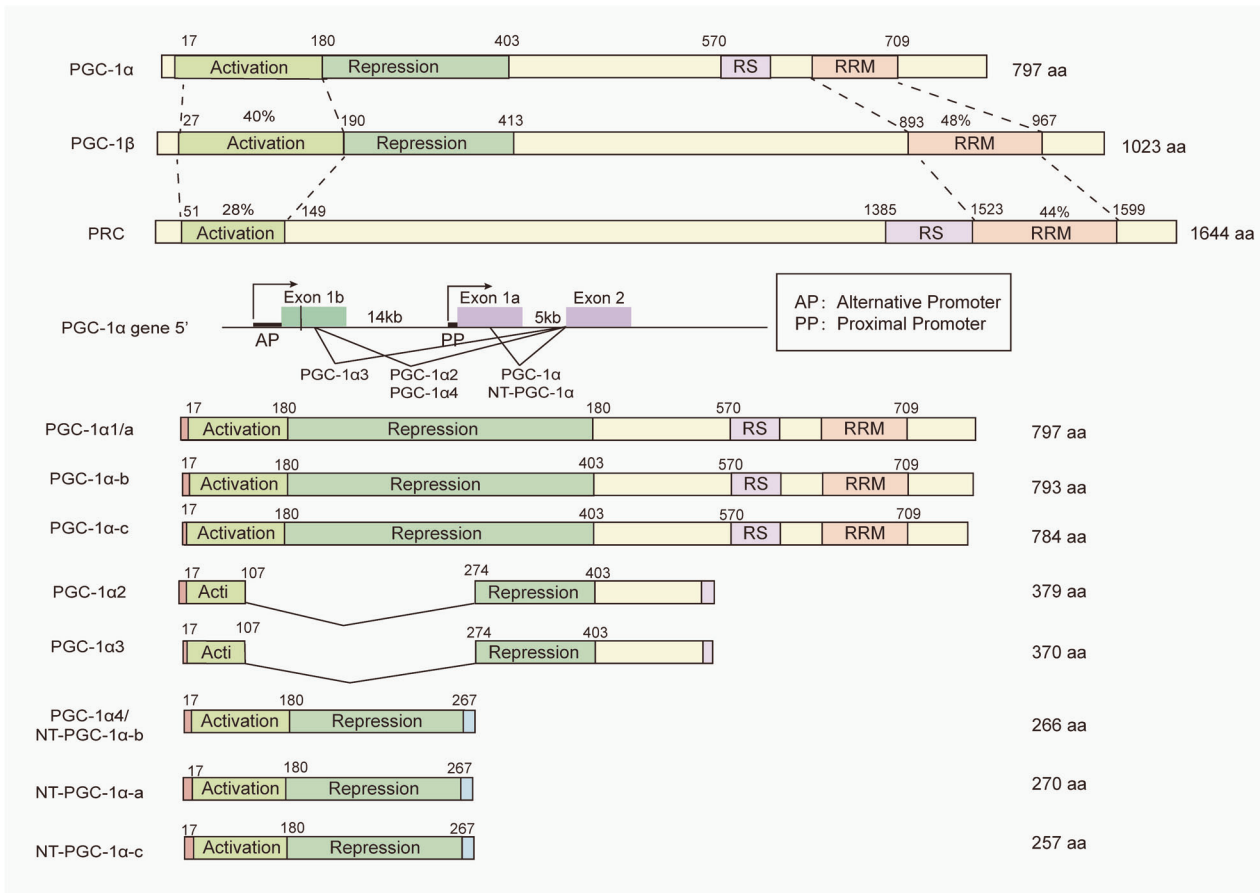 17 180 403 570 709
PGC-1α Activation Repression RS RRM 797 aa
40% 48%
27 190 413 893 967
PGC-1β Activation Repression RRM 1023 aa
51 28% 149 1385 1523 44% 1599
PRC Activation RS RRM 1644 aa
Exon 1b Exon 1a Exon 2
14kb 5kb
PGC-1α gene 5’
AP PP
AP: Alternative Promoter
PP: Proximal Promoter
PGC-1α3 PGC-1α2 PGC-1α
PGC-1α4 NT-PGC-1α
17 180 180 570 709
PGC-1α1/a Activation Repression RS RRM 797 aa
17 180 403 570 709
PGC-1α-b Activation Repression RS RRM 793 aa
17 180 403 570 709
PGC-1α-c Activation Repression RS RRM 784 aa
17 107 274 403
PGC-1α2 Acti Repression 379 aa
17 107 274 403
PGC-1α3 Acti Repression 370 aa
17 180 267
PGC-1α4/
NT-PGC-1α-b Activation Repression 266 aa
17 180 267
NT-PGC-1α-a Activation Repression 270 aa
17 180 267
NT-PGC-1α-c Activation Repression 257 aa